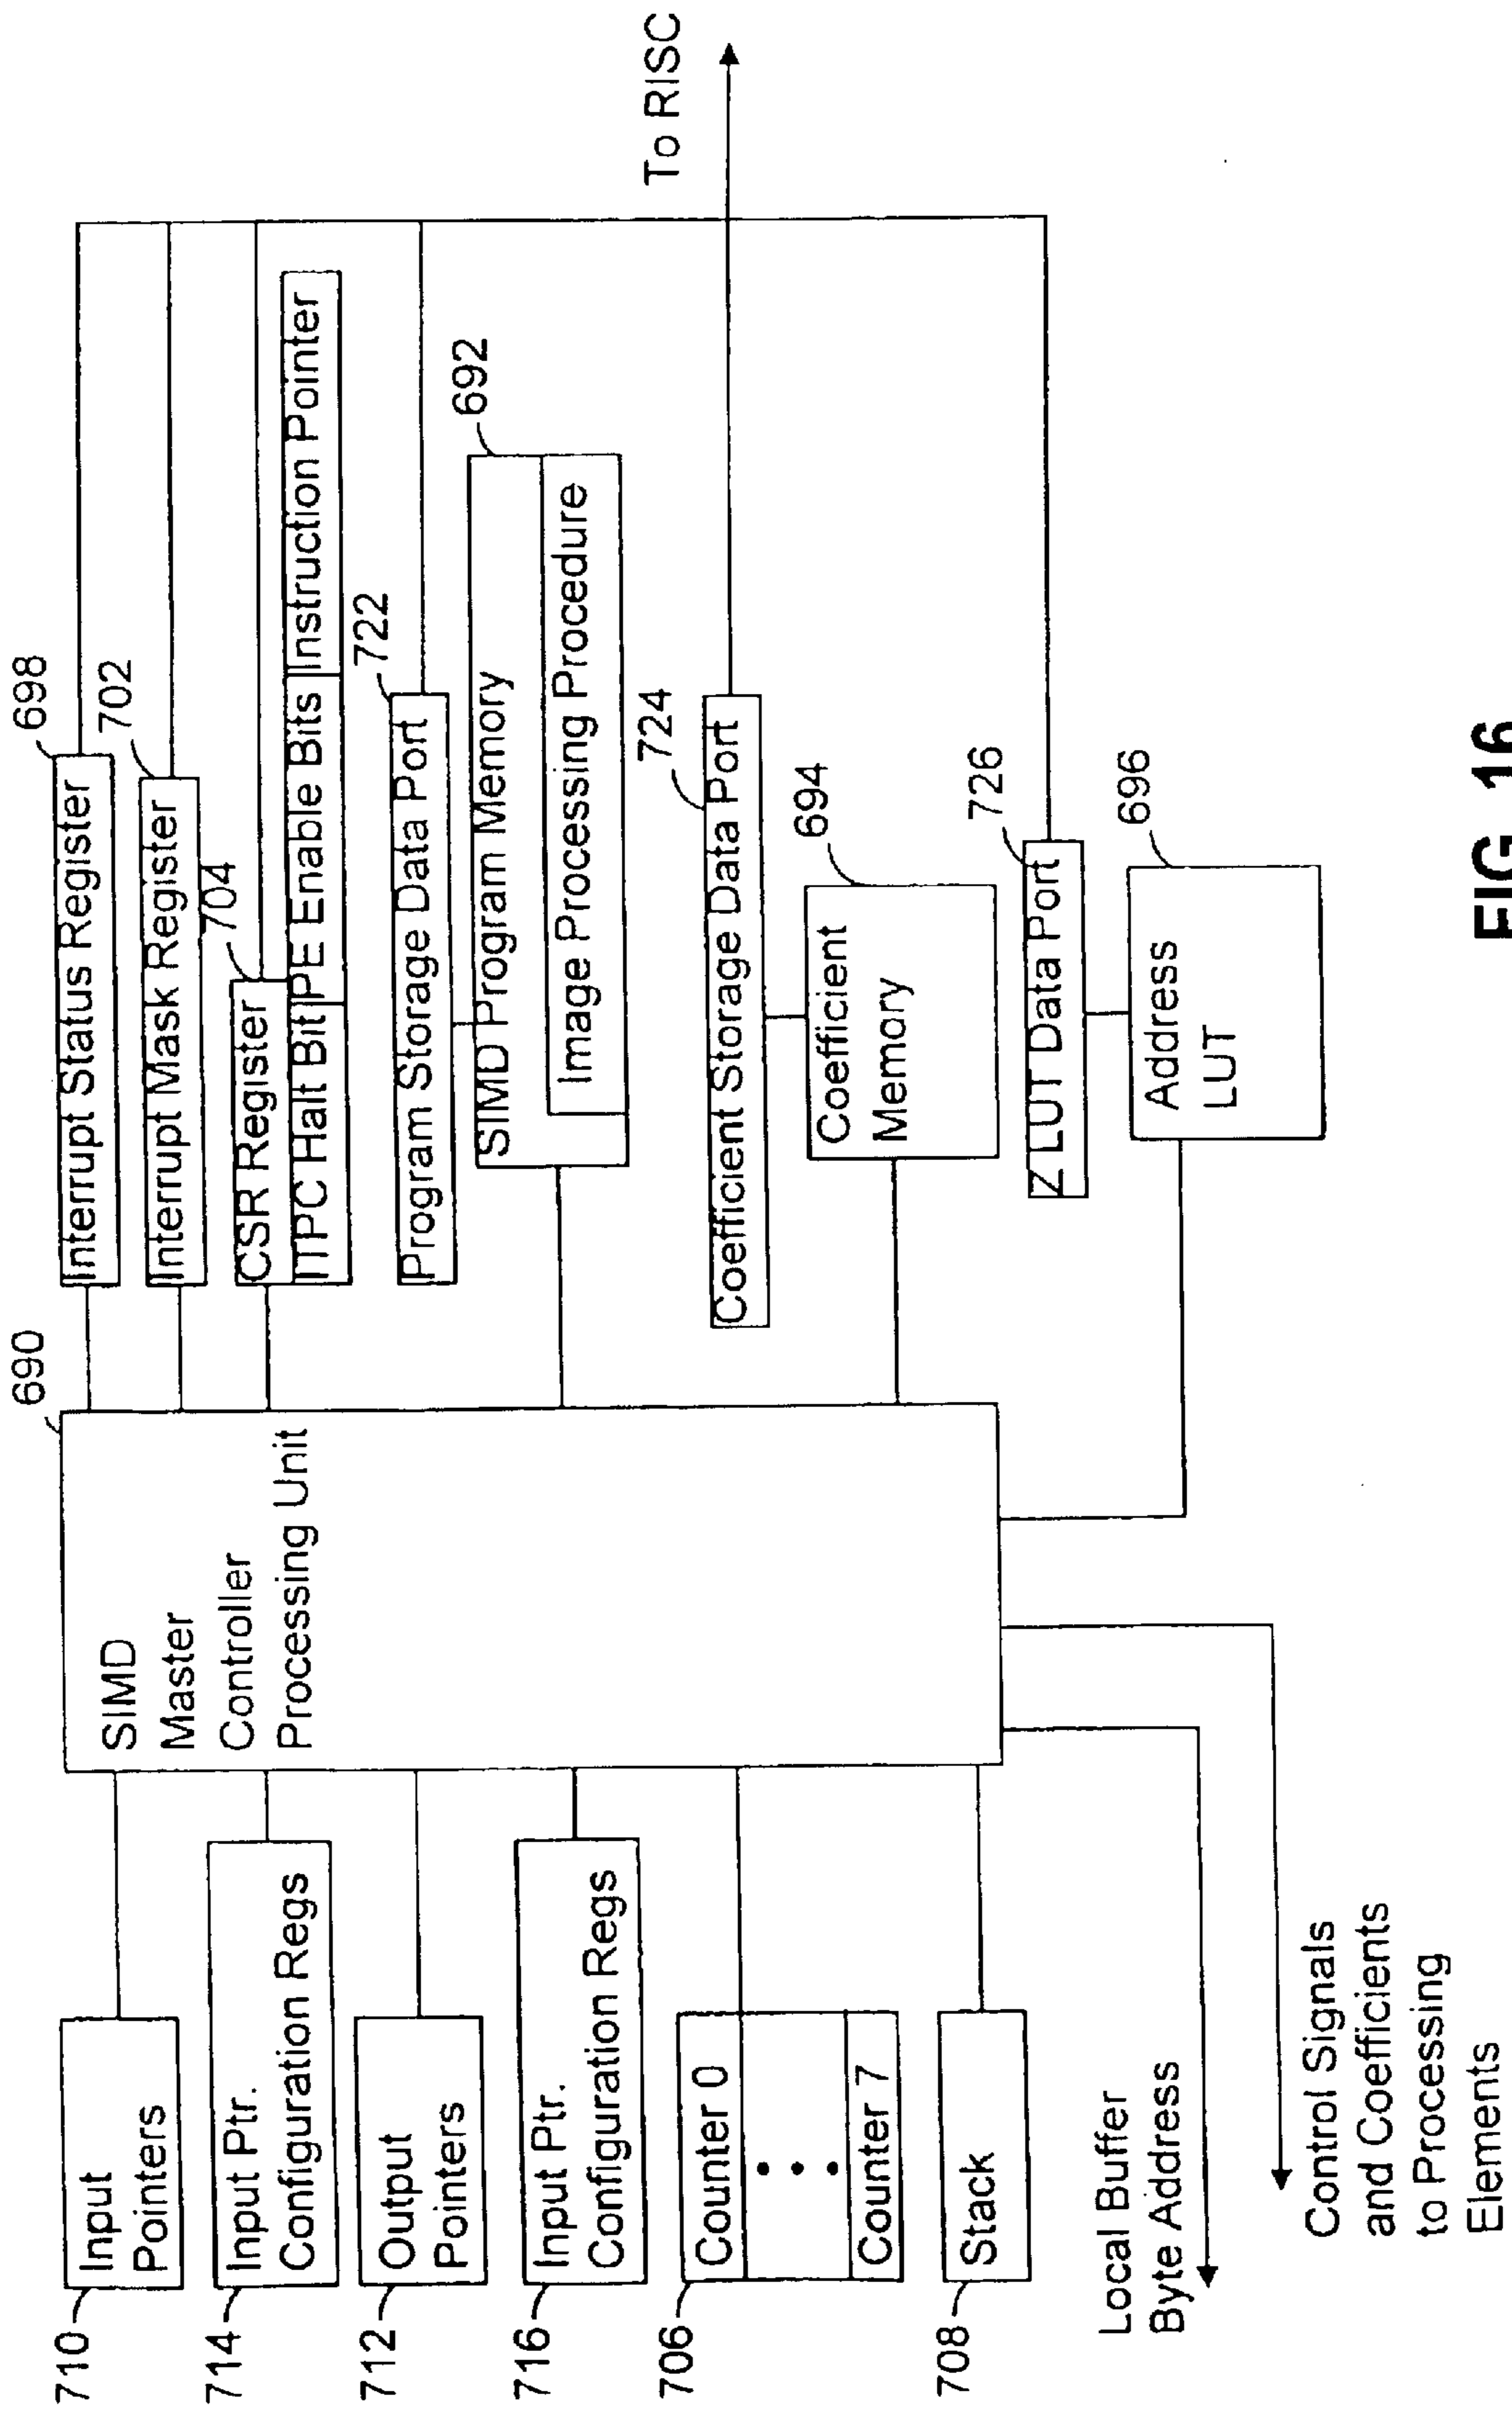 710
Input
Pointers
714
Input Ptr.
Configuration Regs
712
Output
Pointers
716
Input Ptr.
Configuration Regs
706
Counter 0
Counter 7
708
Stack
Local Buffer
Byte Address
Control Signals
and Coefficients
to Processing
Elements
690
SIMD
Master
Controller
Processing Unit
698
Interrupt Status Register
702
Interrupt Mask Register
704
CSR Register
ITPC Halt Bit PE Enable Bits Instruction Pointer
722
Program Storage Data Port
692
SIMD Program Memory
Image Processing Procedure
724
Coefficient Storage Data Port
694
Coefficient
Memory
726
Z LUT Data Port
696
Address
LUT
To RISC
FIG. 16